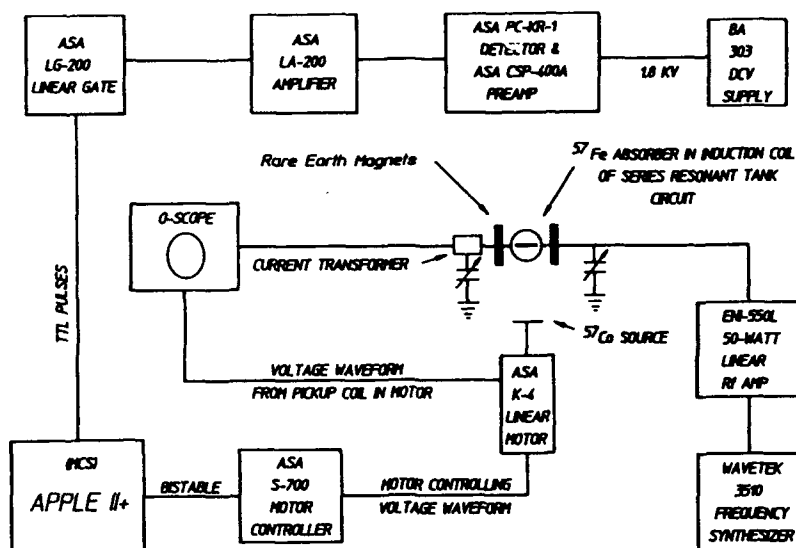 ASA
LG-200
LINEAR GATE
ASA
LA-200
AMPLIFIER
ASA PC-KR-1
DETECTOR &
ASA CSP-400A
PREAMP
1.8 KV
BA
303
DCV
SUPPLY
Rare Earth Magnets
57Fe ABSORBER IN INDUCTION COIL
OF SERIES RESONANT TANK
CIRCUIT
O-SCOPE
CURRENT TRANSFORMER
TTL PULSES
57Co SOURCE
ENI-550L
50-WATT
LINEAR
Rf AMP
VOLTAGE WAVEFORM
FROM PICKUP COIL IN MOTOR
ASA
K-4
LINEAR
MOTOR
(MCS)
APPLE II+
BISTABLE
ASA
S-700
MOTOR
CONTROLLER
MOTOR CONTROLLING
VOLTAGE WAVEFORM
WAVETEK
3510
FREQUENCY
SYNTHESIZER